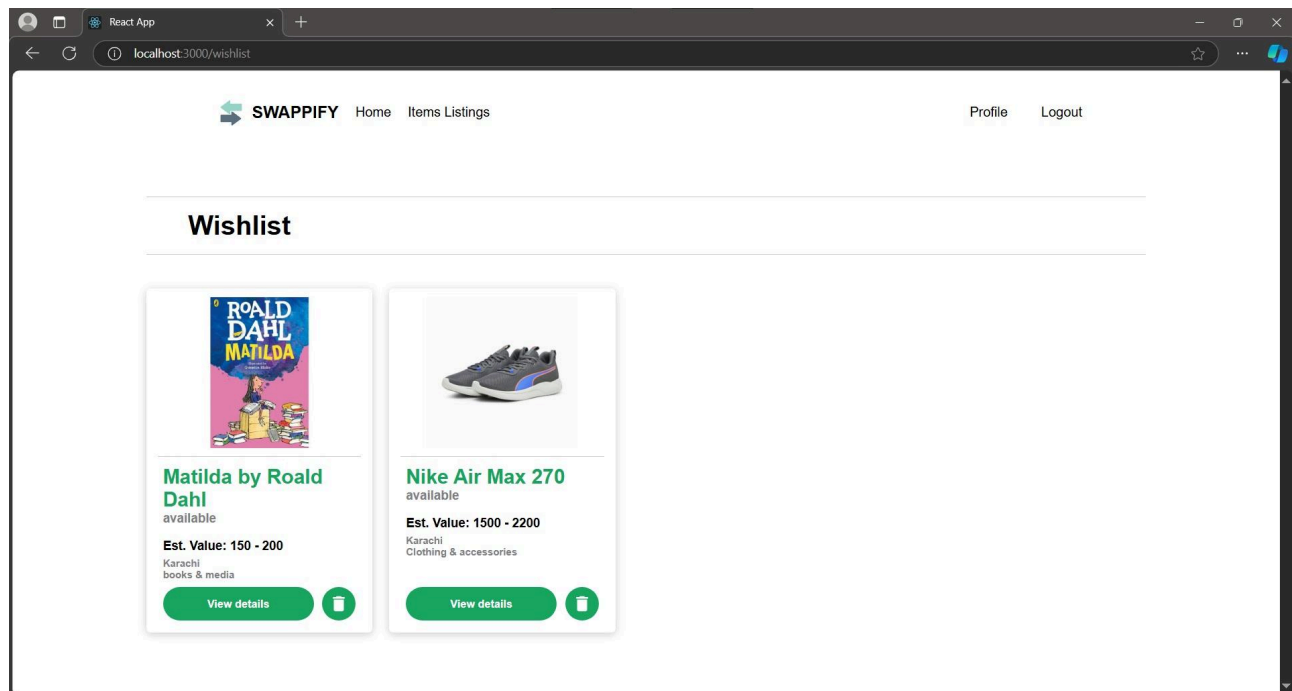 React App
localhost:3000/wishlist
SWAPPIFY Home Items Listings Profile Logout
Wishlist
ROALD
DAHL
MATILDA
Matilda by Roald
Dahl
available
Est. Value: 150 - 200
Karachi
books & media
View details
Nike Air Max 270
available
Est. Value: 1500 - 2200
Karachi
Clothing & accessories
View details